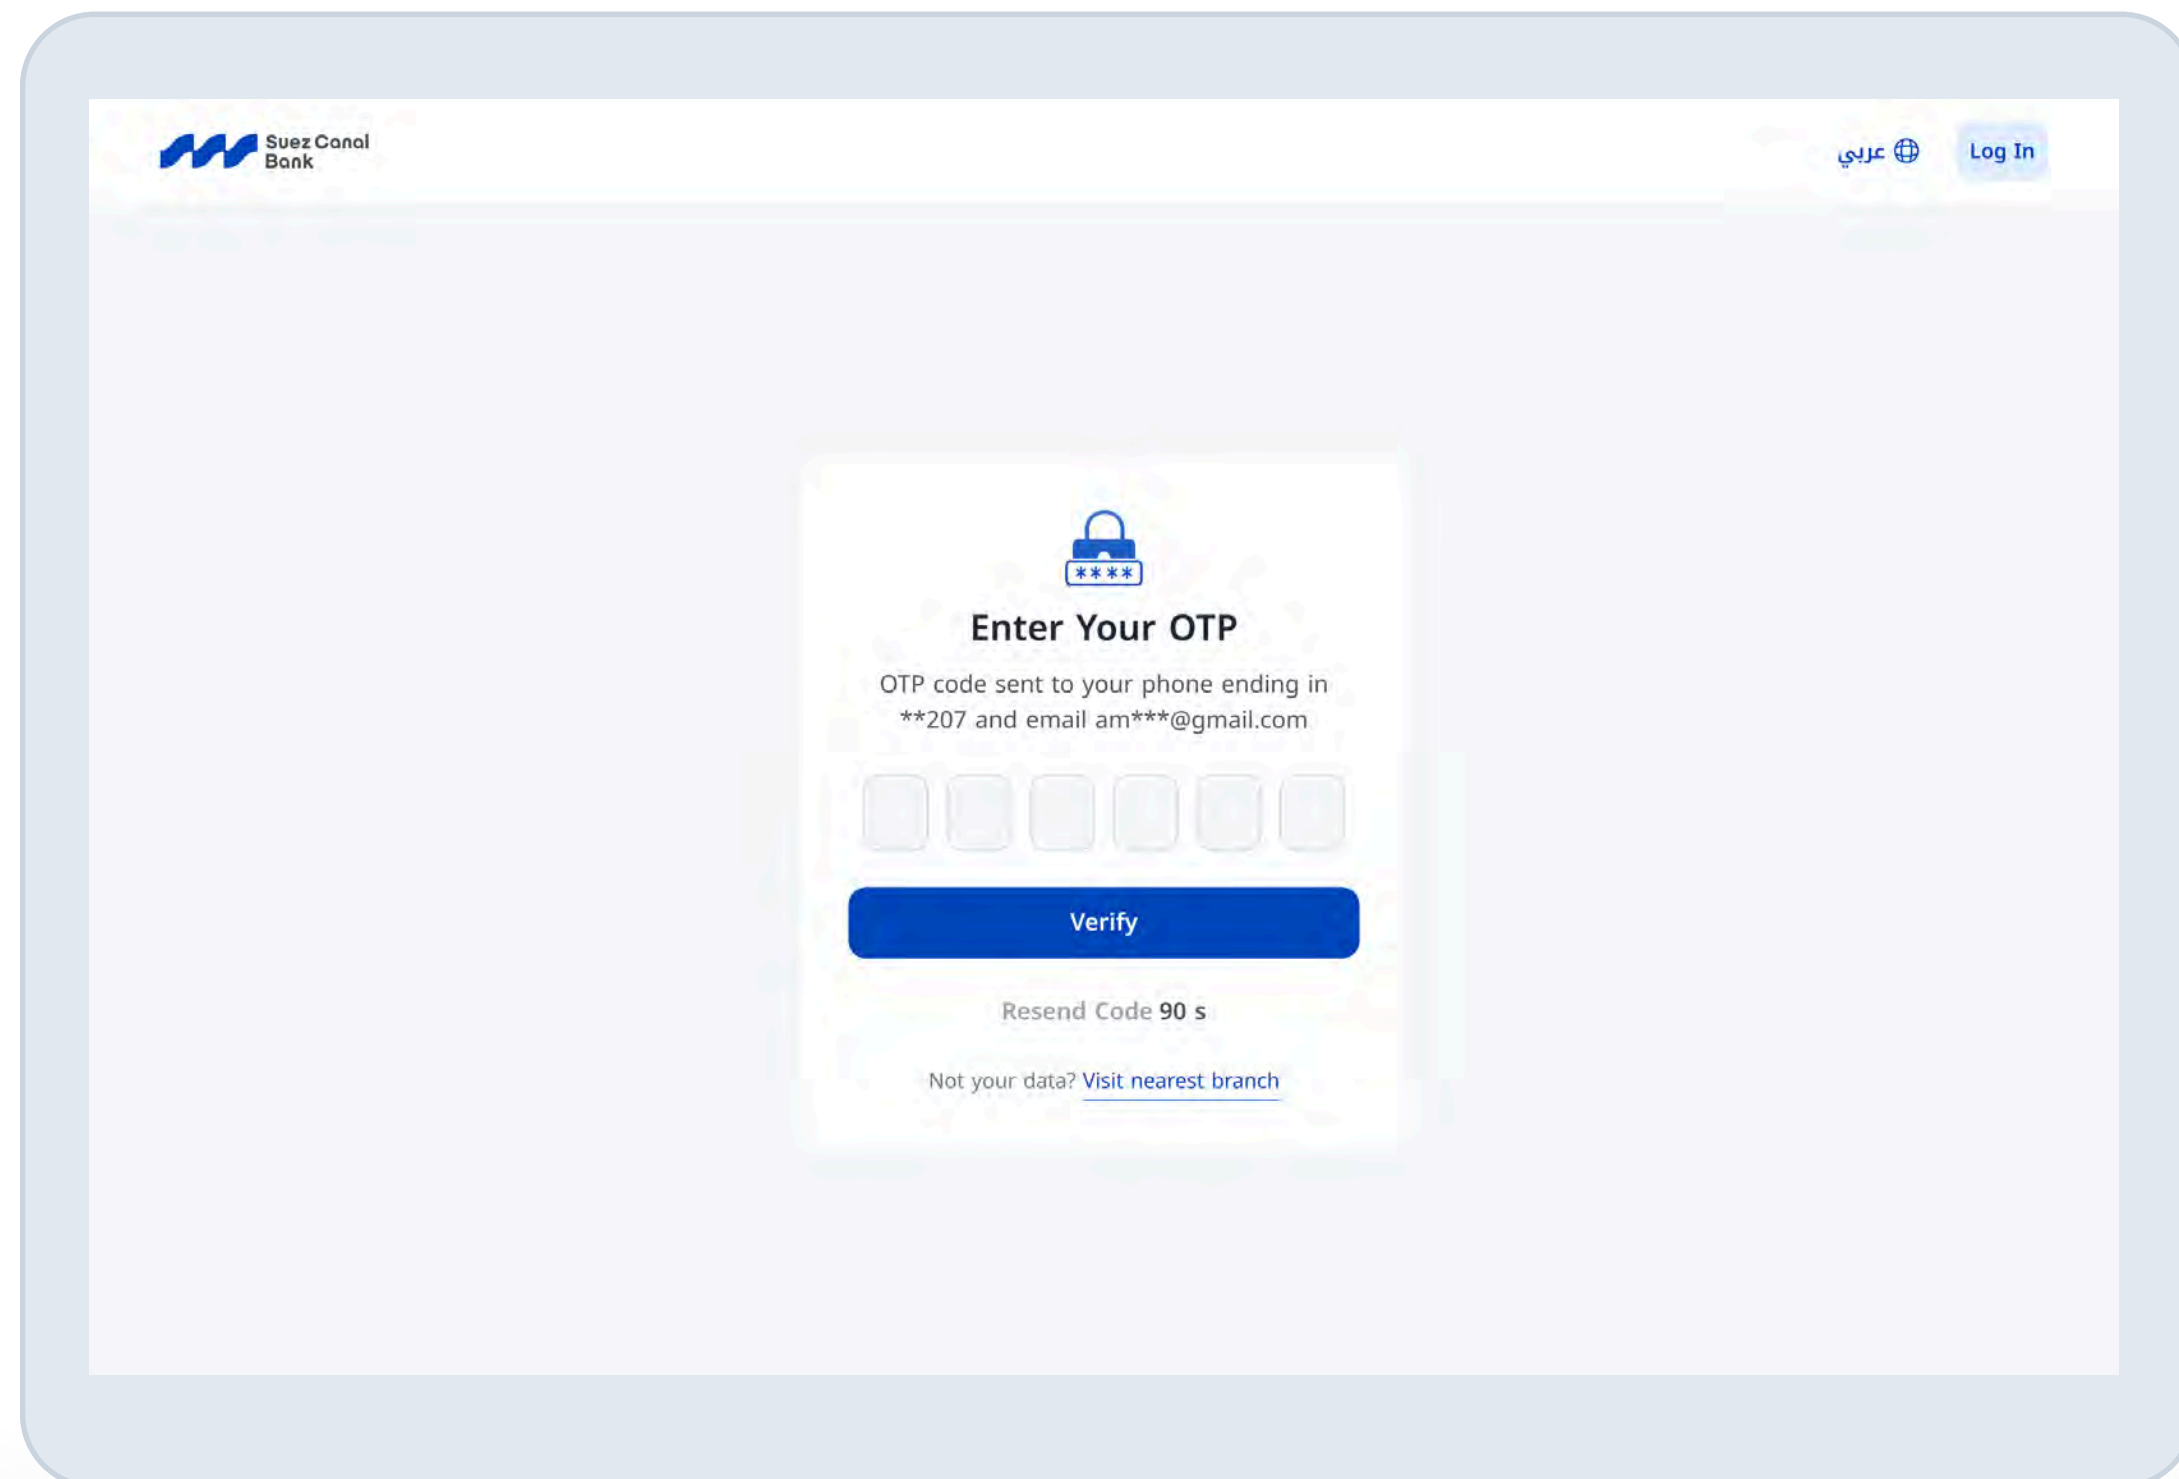 Suez Canal
Bank
عربي
Log In
****
Enter Your OTP
OTP code sent to your phone ending in
**207 and email am***@gmail.com
Verify
Resend Code 90 s
Not your data? Visit nearest branch